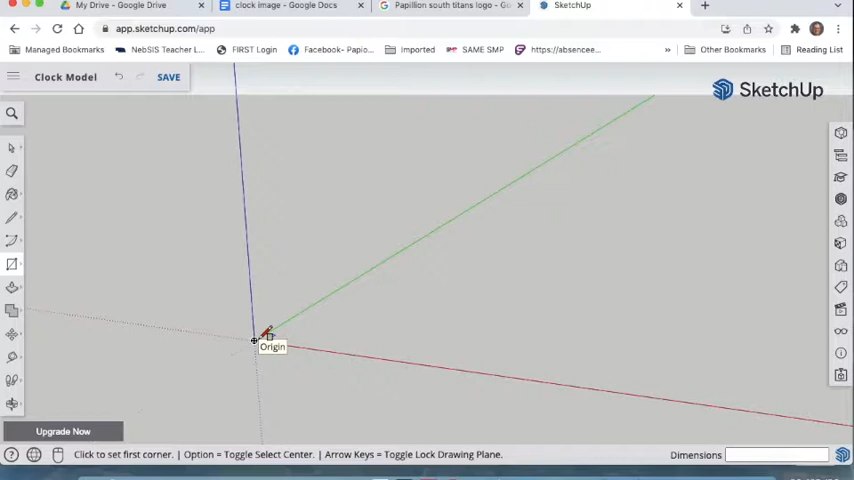 My Drive - Google Drive
clock image - Google Docs
Papillion south titans logo - G
SketchUp
app.sketchup.com/app
Managed Bookmarks
NebSIS Teacher L...
FIRST Login
Facebook- Papio...
imported
SAME SMP
https://absencee...
»
Other Bookmarks
Reading List
Clock Model
SAVE
SketchUp
Origin
Upgrade Now
Click to set first corner. | Option = Toggle Select Center. | Arrow Keys = Toggle Lock Drawing Plane.
Dimensions